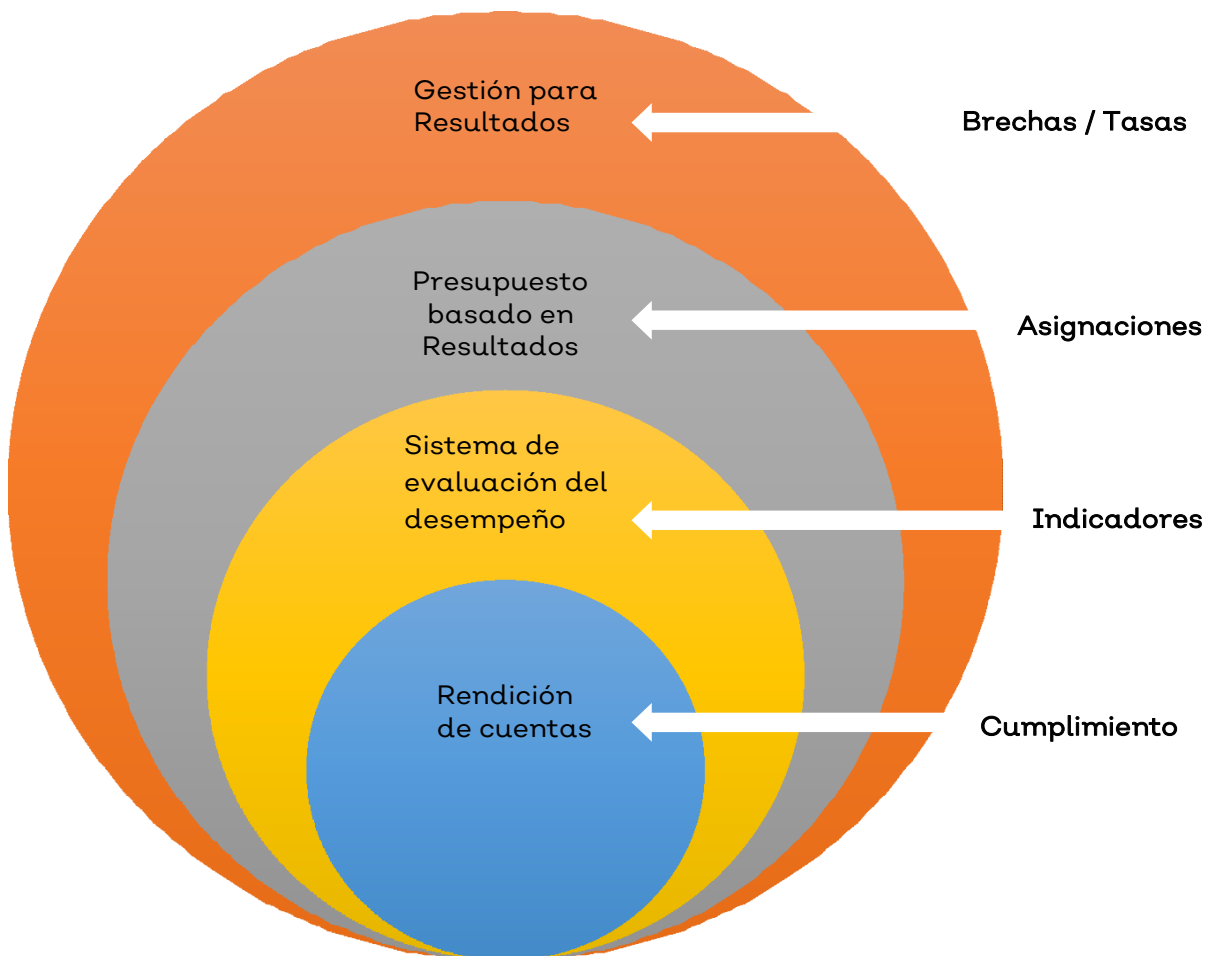 Gestión para
Resultados
Brechas / Tasas
Presupuesto
basado en
Resultados
Asignaciones
Sistema de
evaluación del
desempeño
Indicadores
Rendición
de cuentas
Cumplimiento